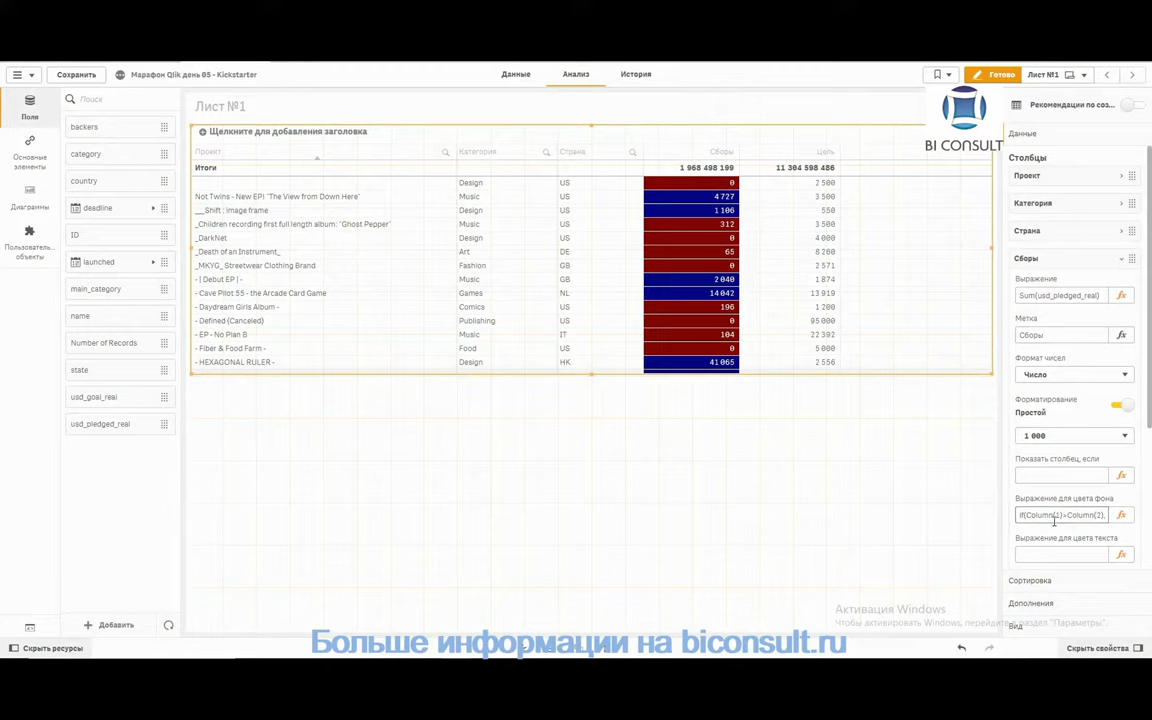 Сохранить
Марафон Qlik день 05 - Kickstarter
Данные
Анализ
История
Готово
Лист №1
Поля
Основные элементы
Диаграммы
Пользователь... объекты
Поиск
backers
category
country
deadline
ID
launched
main_category
name
Number of Records
state
usd_goal_real
usd_pledged_real
Добавить
Лист №1
Щелкните для добавления заголовка
Проект Категория Страна Сборы Цель
Итоги 1 968 498 199 11 304 598 486
Design US 0 2 500
Not Twins - New EP! "The View from Down Here" Music US 4 727 3 500
__Shift : image frame Design US 1 106 550
_Children recording first full length album: "Ghost Pepper" Music US 312 3 500
_DarkNet Design US 0 4 000
_Death of an Instrument_ Art DE 65 8 260
_MKYG_ Streetwear Clothing Brand Fashion GB 0 2 571
- | Debut EP | - Music GB 2 040 1 874
- Cave Pilot 55 - the Arcade Card Game Games NL 14 042 13 919
- Daydream Girls Album - Comics US 196 1 200
- Defined (Canceled) Publishing US 0 95 000
- EP - No Plan B Music IT 104 22 392
- Fiber & Food Farm - Food US 0 5 000
- HEXAGONAL RULER - Design HK 41 065 2 556
BI CONSULT
Рекомендации по соз...
Данные
Столбцы
Проект
Категория
Страна
Сборы
Выражение
Sum(usd_pledged_real)
Метка
Сборы
Формат чисел
Число
Форматирование
Простой
1 000
Показать столбец, если
Выражение для цвета фона
if(Column(1)>Column(2),
Выражение для цвета текста
Сортировка
Дополнения
Вид
Активация Windows
Чтобы активировать Windows, перейдите в раздел "Параметры".
Больше информации на biconsult.ru
Скрыть ресурсы
Скрыть свойства